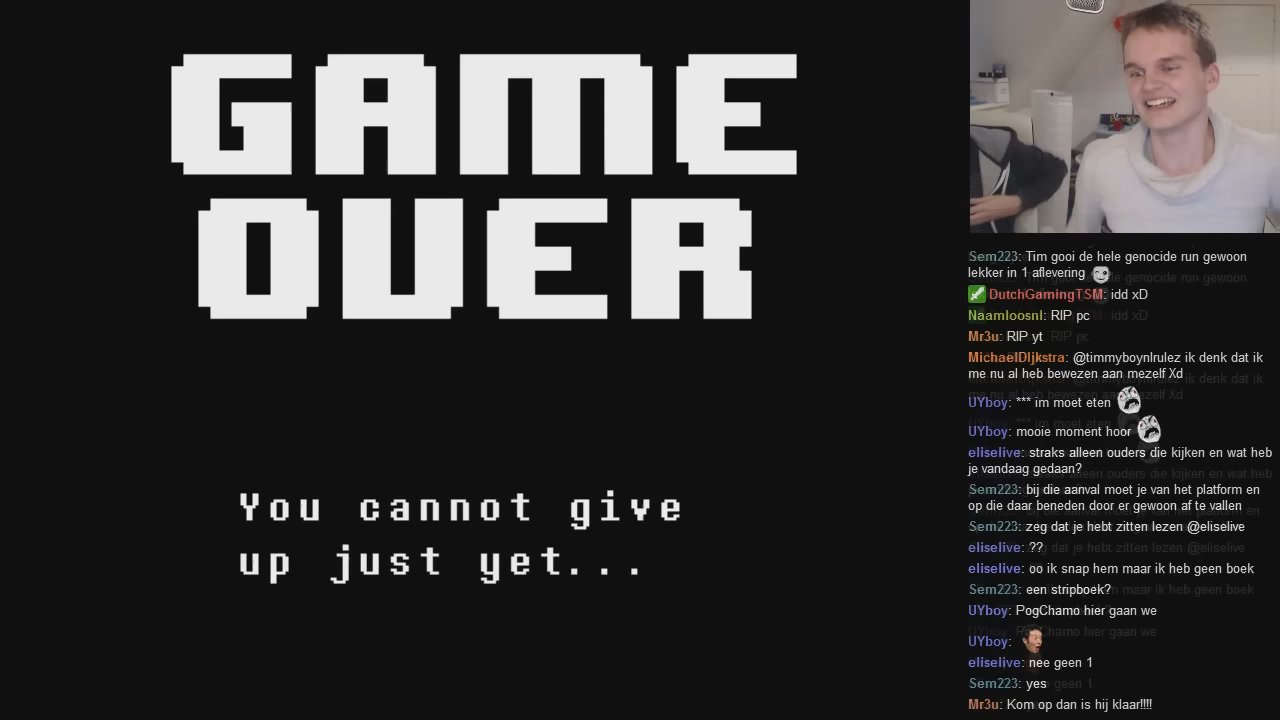 GAME
OVER
You cannot give
up just yet...
Sem223: Tim gooi de hele genocide run gewoon
lekker in 1 aflevering
DutchGamingTSM: idd xD
Naamloosnl: RIP pc
Mr3u: RIP yt
MichaelDIjkstra: @timmyboynlrulez ik denk dat ik
me nu al heb bewezen aan mezelf Xd
UYboy: *** im moet eten
UYboy: mooie moment hoor
eliselive: straks alleen ouders die kijken en wat heb
je vandaag gedaan?
Sem223: bij die aanval moet je van het platform en
op die daar beneden door er gewoon af te vallen
Sem223: zeg dat je hebt zitten lezen @eliselive
eliselive: ??
eliselive: oo ik snap hem maar ik heb geen boek
Sem223: een stripboek?
UYboy: PogChamo hier gaan we
UYboy:
eliselive: nee geen 1
Sem223: yes
Mr3u: Kom op dan is hij klaar!!!!